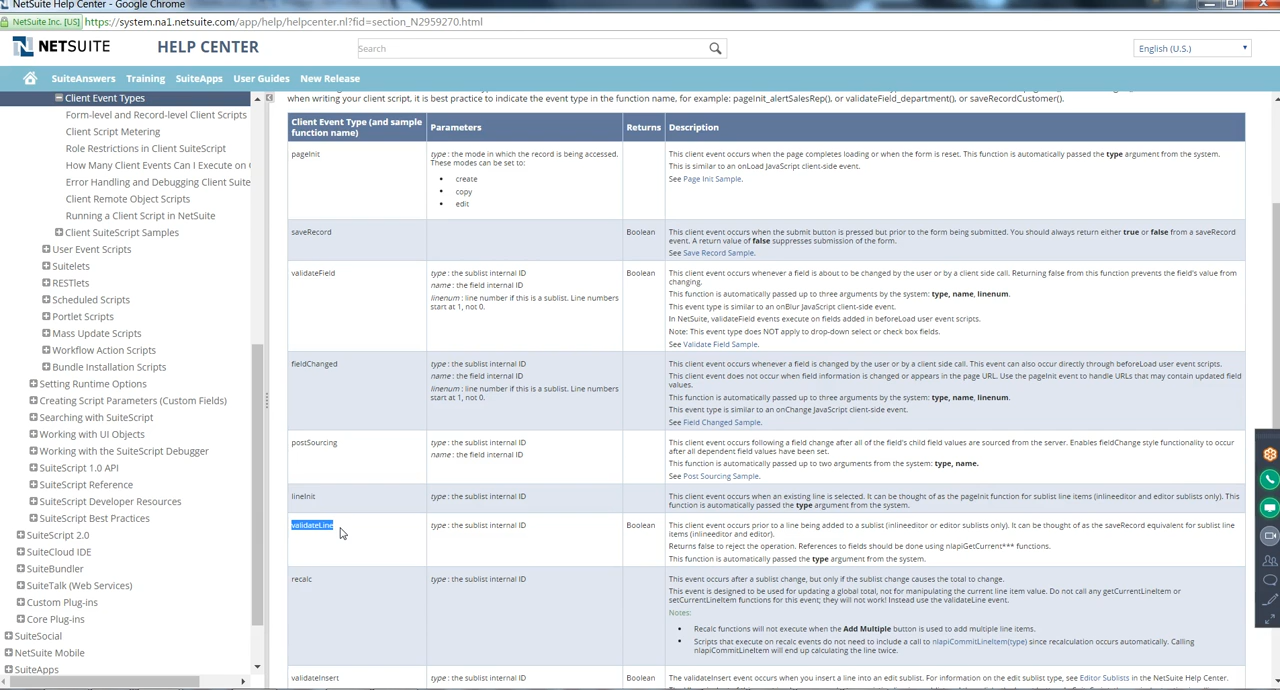 NetSuite Help Center - Google Chrome
NetSuite Inc. [US]
https://system.na1.netsuite.com/app/help/helpcenter.nl?fid=section_N2959270.html
NETSUITE
HELP CENTER
Search
English (U.S.)
SuiteAnswers
Training
SuiteApps
User Guides
New Release
Client Event Types
Form-level and Record-level Client Scripts
Client Script Metering
Role Restrictions in Client SuiteScript
How Many Client Events Can I Execute on
Error Handling and Debugging Client Suite
Client Remote Object Scripts
Running a Client Script in NetSuite
Client SuiteScript Samples
User Event Scripts
Suitelets
RESTlets
Scheduled Scripts
Portlet Scripts
Mass Update Scripts
Workflow Action Scripts
Bundle Installation Scripts
Setting Runtime Options
Creating Script Parameters (Custom Fields)
Searching with SuiteScript
Working with UI Objects
Working with the SuiteScript Debugger
SuiteScript 1.0 API
SuiteScript Reference
SuiteScript Developer Resources
SuiteScript Best Practices
SuiteScript 2.0
SuiteCloud IDE
SuiteBundler
SuiteTalk (Web Services)
Custom Plug-ins
Core Plug-ins
SuiteSocial
NetSuite Mobile
SuiteApps
when writing your client script, it is best practice to indicate the event type in the function name, for example: pageInit_alertSalesRep(), or validateField_department(), or saveRecordCustomer().
Client Event Type (and sample
function name)
Parameters
Returns
Description
pageInit
type : the mode in which the record is being accessed.
These modes can be set to:
create
copy
edit
This client event occurs when the page completes loading or when the form is reset. This function is automatically passed the type argument from the system.
This is similar to an onLoad JavaScript client-side event.
See Page Init Sample.
saveRecord
Boolean
This client event occurs when the submit button is pressed but prior to the form being submitted. You should always return either true or false from a saveRecord
event. A return value of false suppresses submission of the form.
See Save Record Sample.
validateField
type : the sublist internal ID
name : the field internal ID
linenum : line number if this is a sublist. Line numbers
start at 1, not 0.
Boolean
This client event occurs whenever a field is about to be changed by the user or by a client side call. Returning false from this function prevents the field's value from
changing.
This function is automatically passed up to three arguments by the system: type, name, linenum.
This event type is similar to an onBlur JavaScript client-side event.
In NetSuite, validateField events execute on fields added in beforeLoad user event scripts.
Note: This event type does NOT apply to drop-down select or check box fields.
See Validate Field Sample.
fieldChanged
type : the sublist internal ID
name : the field internal ID
linenum : line number if this is a sublist. Line numbers
start at 1, not 0.
This client event occurs whenever a field is changed by the user or by a client side call. This event can also occur directly through beforeLoad user event scripts.
This client event does not occur when field information is changed or appears in the page URL. Use the pageInit event to handle URLs that may contain updated field
values.
This function is automatically passed up to three arguments by the system: type, name, linenum.
This event type is similar to an onChange JavaScript client-side event.
See Field Changed Sample.
postSourcing
type : the sublist internal ID
name : the field internal ID
This client event occurs following a field change after all of the field's child field values are sourced from the server. Enables fieldChange style functionality to occur
after all dependent field values have been set.
This function is automatically passed up to two arguments from the system: type, name.
See Post Sourcing Sample.
lineInit
type : the sublist internal ID
This client event occurs when an existing line is selected. It can be thought of as the pageInit function for sublist line items (inlineeditor and editor sublists only). This
function is automatically passed the type argument from the system.
validateLine
type : the sublist internal ID
Boolean
This client event occurs prior to a line being added to a sublist (inlineeditor or editor sublists only). It can be thought of as the saveRecord equivalent for sublist line
items (inlineeditor and editor).
Returns false to reject the operation. References to fields should be done using nlapiGetCurrent*** functions.
This function is automatically passed the type argument from the system.
recalc
type : the sublist internal ID
This event occurs after a sublist change, but only if the sublist change causes the total to change.
This event is designed to be used for updating a global total, not for manipulating the current line item value. Do not call any getCurrentLineItem or
setCurrentLineItem functions for this event; they will not work! Instead use the validateLine event.
Notes:
Recalc functions will not execute when the Add Multiple button is used to add multiple line items.
Scripts that execute on recalc events do not need to include a call to nlapiCommitLineItem(type) since recalculation occurs automatically. Calling
nlapiCommitLineItem will end up calculating the line twice.
validateInsert
type : the sublist internal ID
Boolean
The validateInsert event occurs when you insert a line into an edit sublist. For information on the edit sublist type, see Editor Sublists in the NetSuite Help Center.